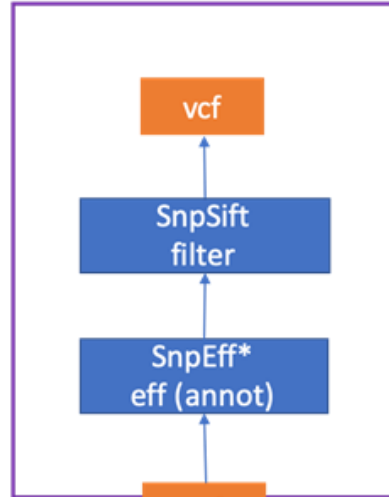 vcf
SnpSift
filter
SnpEff*
eff (annot)